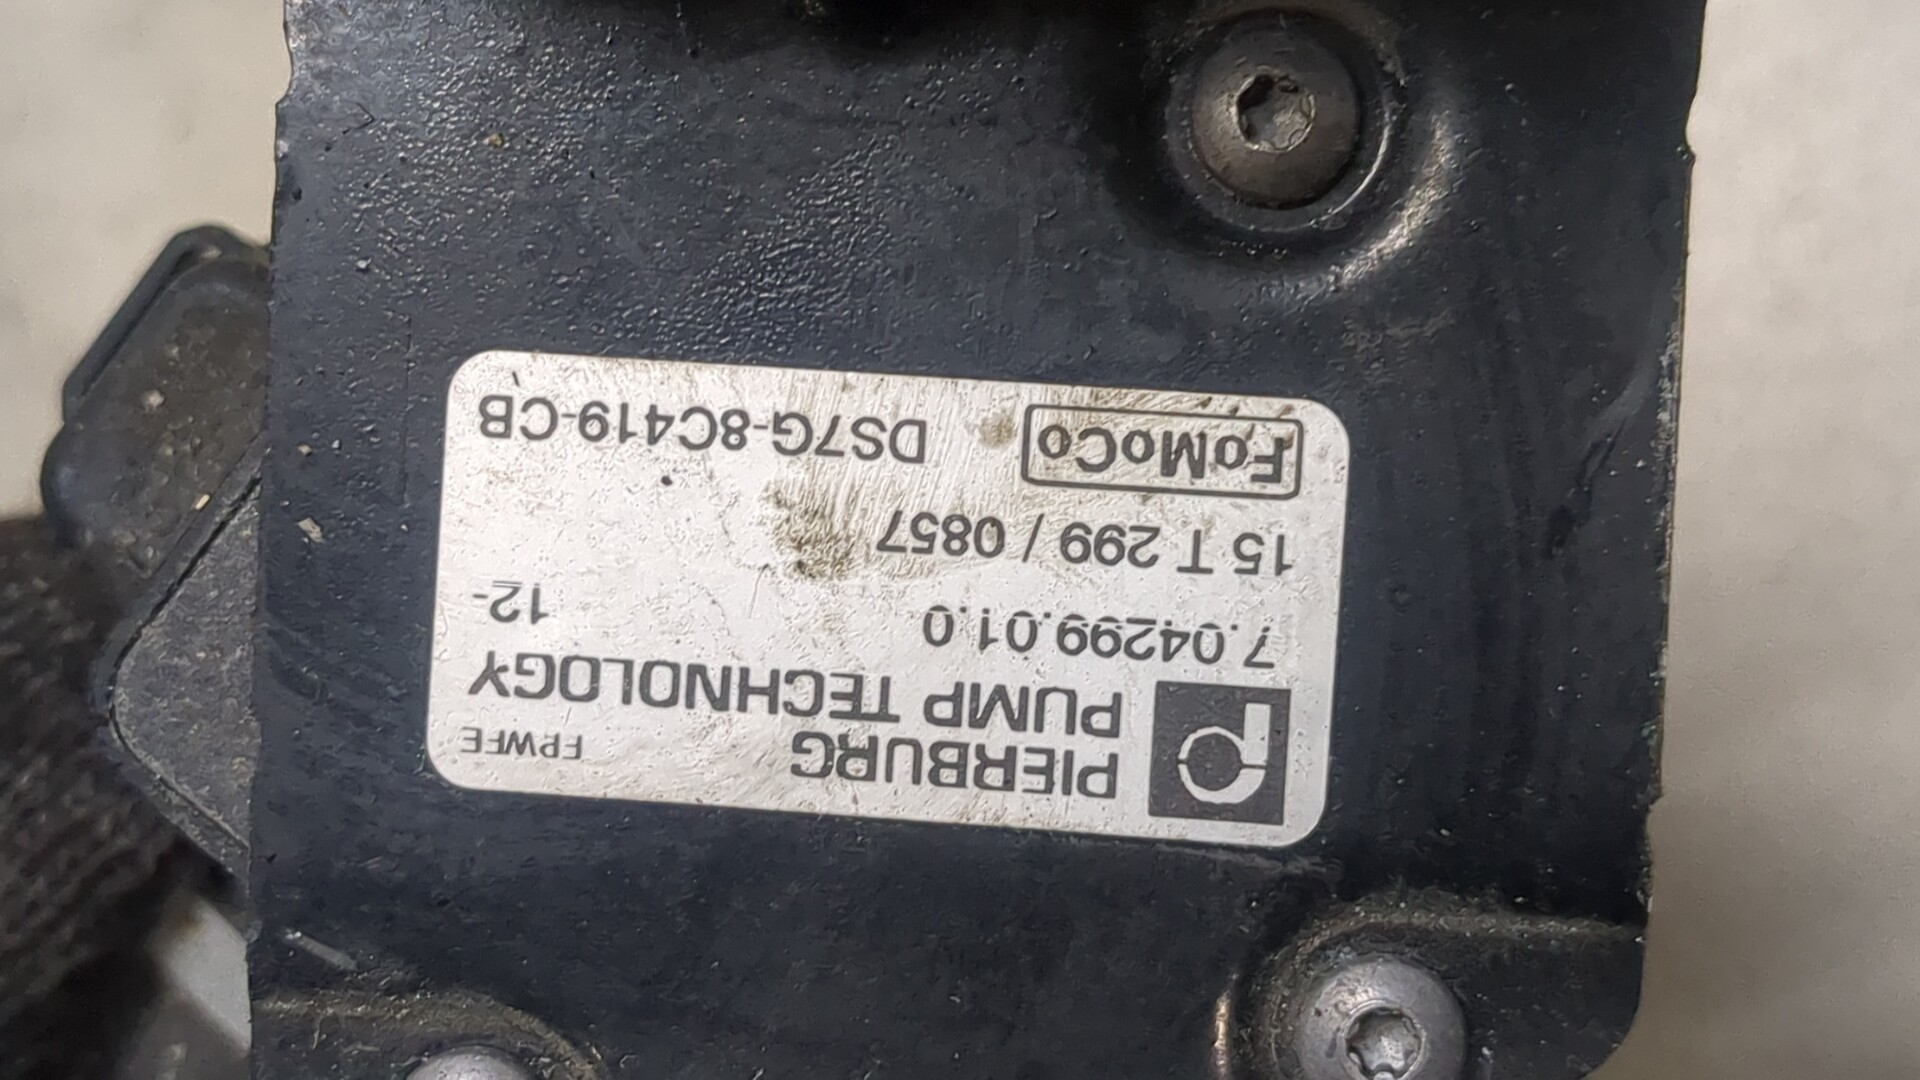 PIERBURG FPWFE
PUMP TECHNOLOGY
7.04299.01.0 12-
15 T 299 / 0857
FoMoCo DS7G-8C419-CB